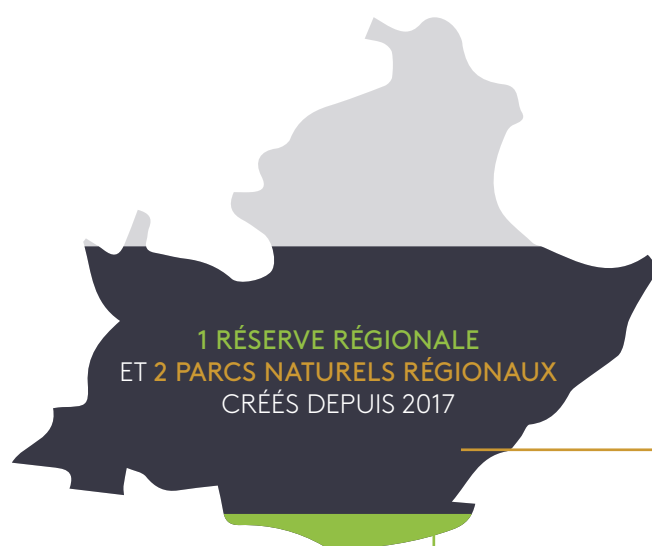 1 RÉSERVE RÉGIONALE
ET 2 PARCS NATURELS RÉGIONAUX
CRÉÉS DEPUIS 2017